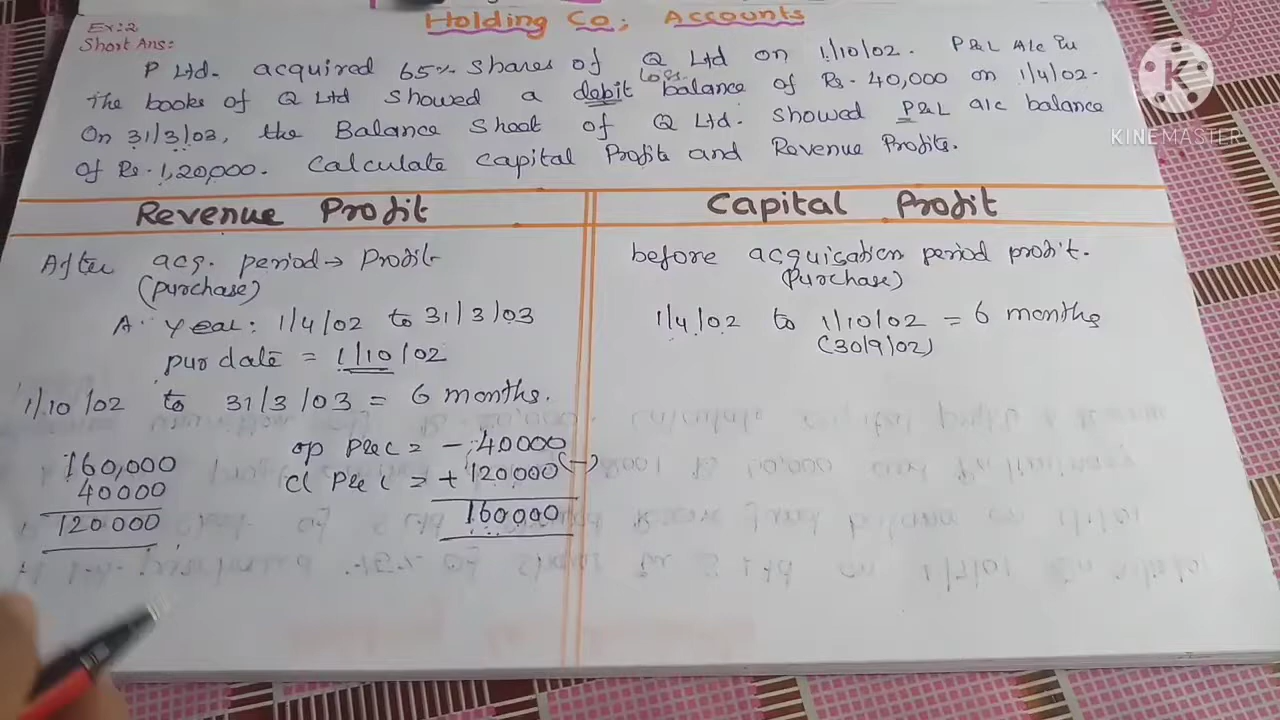 Holding Co; Accounts
Ex:2
Short Ans:
P Ltd. acquired 65% shares of Q Ltd on 1/10/02. P&L A/c in
loss
the books of Q Ltd showed a debit balance of Rs. 40,000 on 1/4/02.
On 31/3/03, the Balance Sheet of Q Ltd. showed P&L a/c balance
of Rs. 1,20,000. Calculate Capital Profits and Revenue Profits.
Revenue Profit
After acq. period → Profit
(purchase)
A. year: 1/4/02 to 31/3/03
pur date = 1/10/02
1/10/02 to 31/3/03 = 6 months.
op P&L = - 40000
cl P&L = + 120000 (-)
160000
160,000
40000
120000
Capital Profit
before acquisation period profit.
(purchase)
1/4/02 to 1/10/02 = 6 months
(30/9/02)
K
KINEMASTER